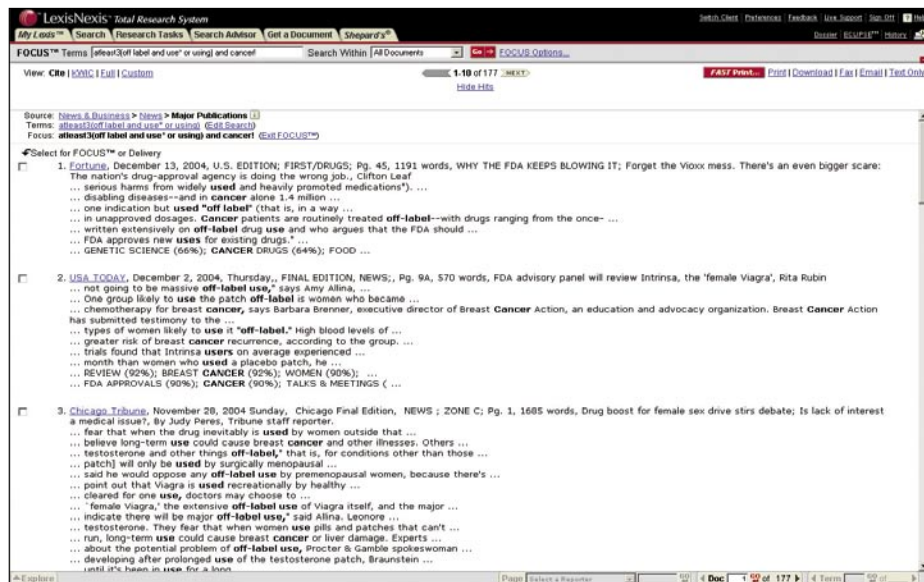 LexisNexis™ Total Research System
Switch Client | Preferences | Feedback | Live Support | Sign Off | Help
My Lexis™ Search Research Tasks Search Advisor Get a Document Shepard's®
Dossier | ECLIPSE™ | History
FOCUS™ Terms atleast3(off label and use* or using) and cancer! Search Within All Documents Go FOCUS Options...
View: Cite | KWIC | Full | Custom
1-10 of 177 NEXT
FAST Print... Print | Download | Fax | Email | Text Only
Hide Hits
Source: News & Business > News > Major Publications
Terms: atleast3(off label and use* or using) (Edit Search)
Focus: atleast3(off label and use* or using) and cancer! (Exit FOCUS™)
Select for FOCUS™ or Delivery
1. Fortune, December 13, 2004, U.S. EDITION; FIRST/DRUGS; Pg. 45, 1191 words, WHY THE FDA KEEPS BLOWING IT; Forget the Vioxx mess. There's an even bigger scare:
The nation's drug-approval agency is doing the wrong job., Clifton Leaf
... serious harms from widely used and heavily promoted medications"). ...
... disabling diseases--and in cancer alone 1.4 million ...
... one indication but used "off label" (that is, in a way ...
... in unapproved dosages. Cancer patients are routinely treated off-label--with drugs ranging from the once- ...
... written extensively on off-label drug use and who argues that the FDA should ...
... FDA approves new uses for existing drugs." ...
... GENETIC SCIENCE (66%); CANCER DRUGS (64%); FOOD ...
2. USA TODAY, December 2, 2004, Thursday,, FINAL EDITION, NEWS;, Pg. 9A, 570 words, FDA advisory panel will review Intrinsa, the 'female Viagra', Rita Rubin
... not going to be massive off-label use," says Amy Allina, ...
... One group likely to use the patch off-label is women who became ...
... chemotherapy for breast cancer, says Barbara Brenner, executive director of Breast Cancer Action, an education and advocacy organization. Breast Cancer Action
has submitted testimony to the ...
... types of women likely to use it "off-label." High blood levels of ...
... greater risk of breast cancer recurrence, according to the group. ...
... trials found that Intrinsa users on average experienced ...
... month than women who used a placebo patch, he ...
... REVIEW (92%); BREAST CANCER (92%); WOMEN (90%); ...
... FDA APPROVALS (90%); CANCER (90%); TALKS & MEETINGS ( ...
3. Chicago Tribune, November 28, 2004 Sunday, Chicago Final Edition, NEWS ; ZONE C; Pg. 1, 1685 words, Drug boost for female sex drive stirs debate; Is lack of interest
a medical issue?, By Judy Peres, Tribune staff reporter.
... fear that when the drug inevitably is used by women outside that ...
... believe long-term use could cause breast cancer and other illnesses. Others ...
... testosterone and other things off-label," that is, for conditions other than those ...
... patch] will only be used by surgically menopausal ...
... said he would oppose any off-label use by premenopausal women, because there's ...
... point out that Viagra is used recreationally by healthy ...
... cleared for one use, doctors may choose to ...
... `female Viagra,' the extensive off-label use of Viagra itself, and the major ...
... indicate there will be major off-label use," said Allina. Leonore ...
... testosterone. They fear that when women use pills and patches that can't ...
... run, long-term use could cause breast cancer or liver damage. Experts ...
... about the potential problem of off-label use, Procter & Gamble spokeswoman ...
... developing after prolonged use of the testosterone patch, Braunstein ...
... until it's been in use for a long
Explore Page Select a Reporter Go Doc 1 Go of 177 Term Go of